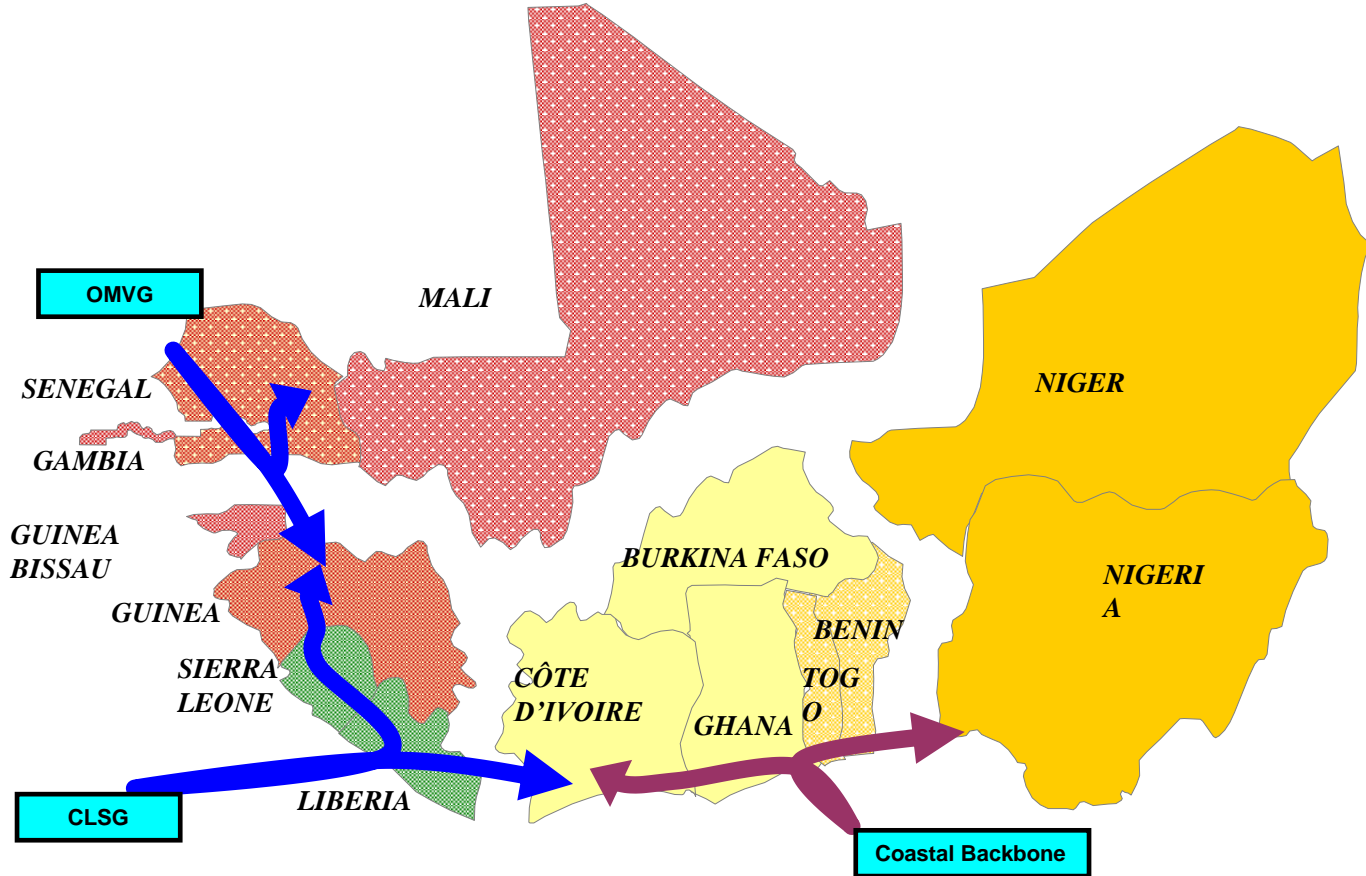 OMVG
MALI
SENEGAL
NIGER
GAMBIA
GUINEA
BISSAU
BURKINA FASO
NIGERI
A
GUINEA
BENIN
SIERRA
LEONE
CÔTE
D'IVOIRE
TOG
O
GHANA
LIBERIA
CLSG
Coastal Backbone